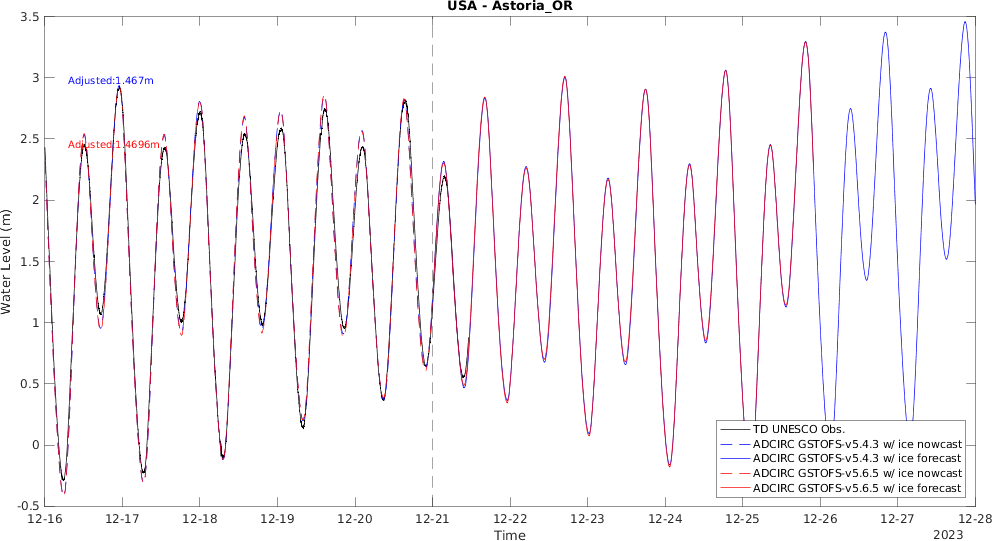 USA - Astoria_OR
3.5
3
2.5
2
1.5
1
0.5
0
-0.5
Water Level (m)
Adjusted:1.467m
Adjusted:1.4696m
TD UNESCO Obs.
ADCIRC GSTOFS-v5.4.3 w/ ice nowcast
ADCIRC GSTOFS-v5.4.3 w/ ice forecast
ADCIRC GSTOFS-v5.6.5 w/ ice nowcast
ADCIRC GSTOFS-v5.6.5 w/ ice forecast
12-16 12-17 12-18 12-19 12-20 12-21 12-22 12-23 12-24 12-25 12-26 12-27 12-28
Time
2023